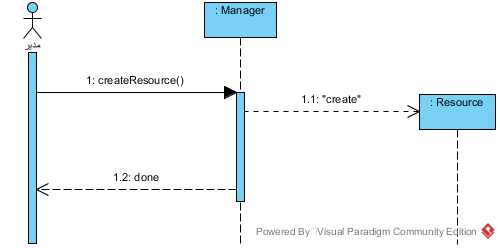 : Manager
مدير
1: createResource()
1.1: "create"
: Resource
1.2: done
Powered By Visual Paradigm Community Edition